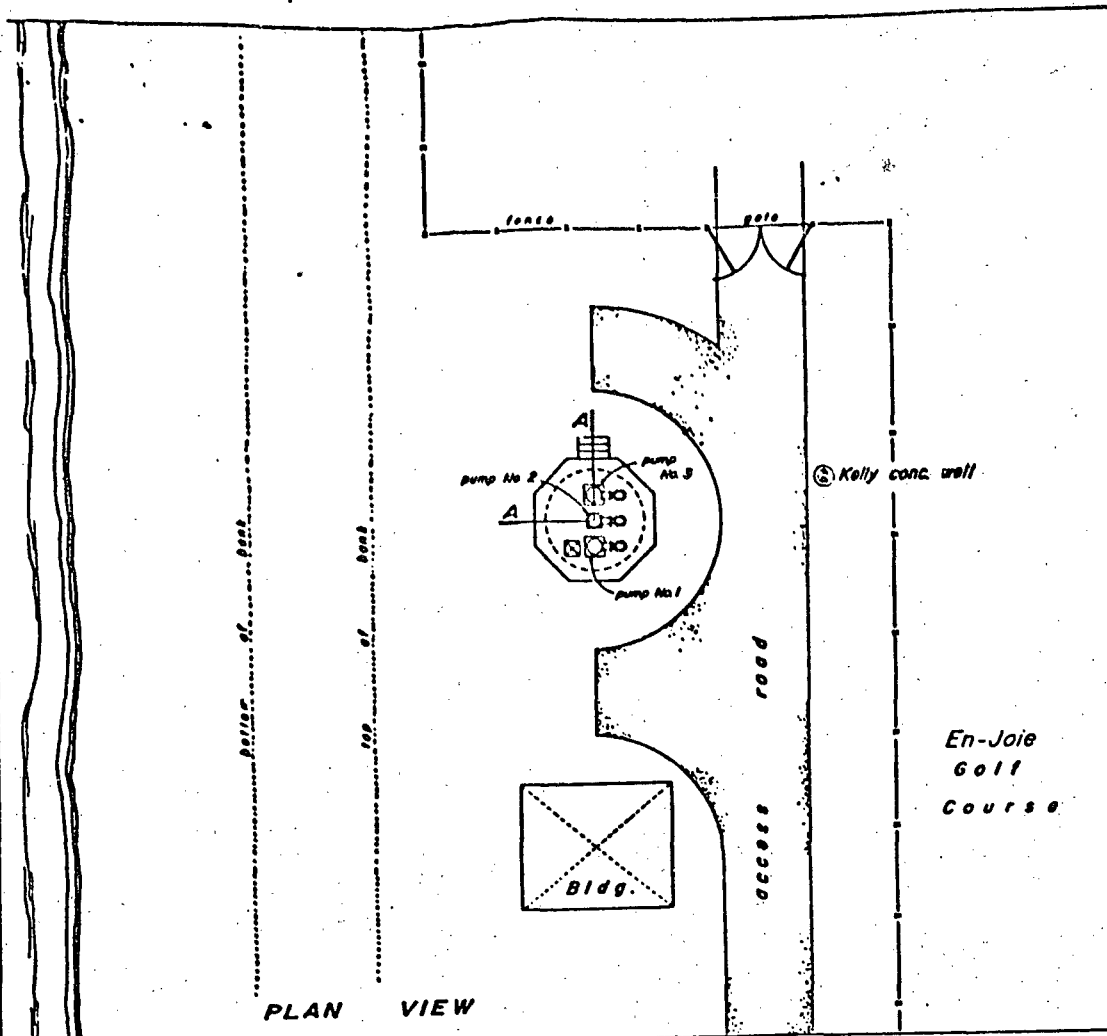 fence
gate
A
pump
No. 3
pump No 2
A
Kelly conc. well
pump No. 1
bottom of bank
top of bank
access road
En-Joie
Golf
Course
Bldg.
PLAN VIEW